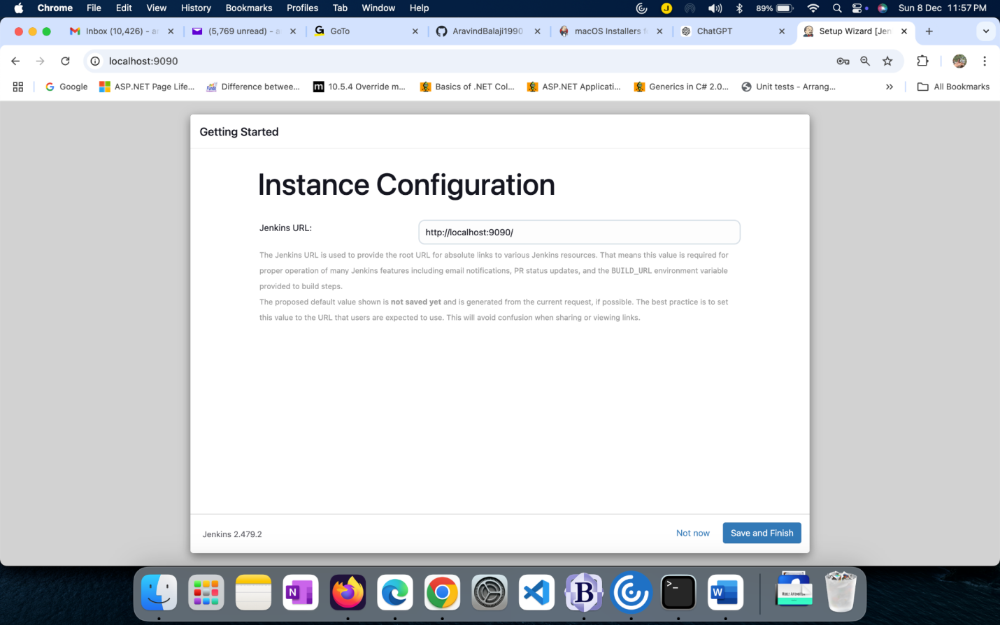 Chrome File Edit View History Bookmarks Profiles Tab Window Help J 89% Sun 8 Dec 11:57 PM
Inbox (10,426) - a (5,769 unread) - a GoTo AravindBalaji1990 macOS Installers f ChatGPT Setup Wizard [Jen
localhost:9090
Google ASP.NET Page Life... Difference betwee... m 10.5.4 Override m... Basics of .NET Col... ASP.NET Applicati... Generics in C# 2.0... Unit tests - Arrang... All Bookmarks
Getting Started
Instance Configuration
Jenkins URL:
http://localhost:9090/
The Jenkins URL is used to provide the root URL for absolute links to various Jenkins resources. That means this value is required for
proper operation of many Jenkins features including email notifications, PR status updates, and the BUILD_URL environment variable
provided to build steps.
The proposed default value shown is not saved yet and is generated from the current request, if possible. The best practice is to set
this value to the URL that users are expected to use. This will avoid confusion when sharing or viewing links.
Jenkins 2.479.2
Not now Save and Finish
N B >_ W